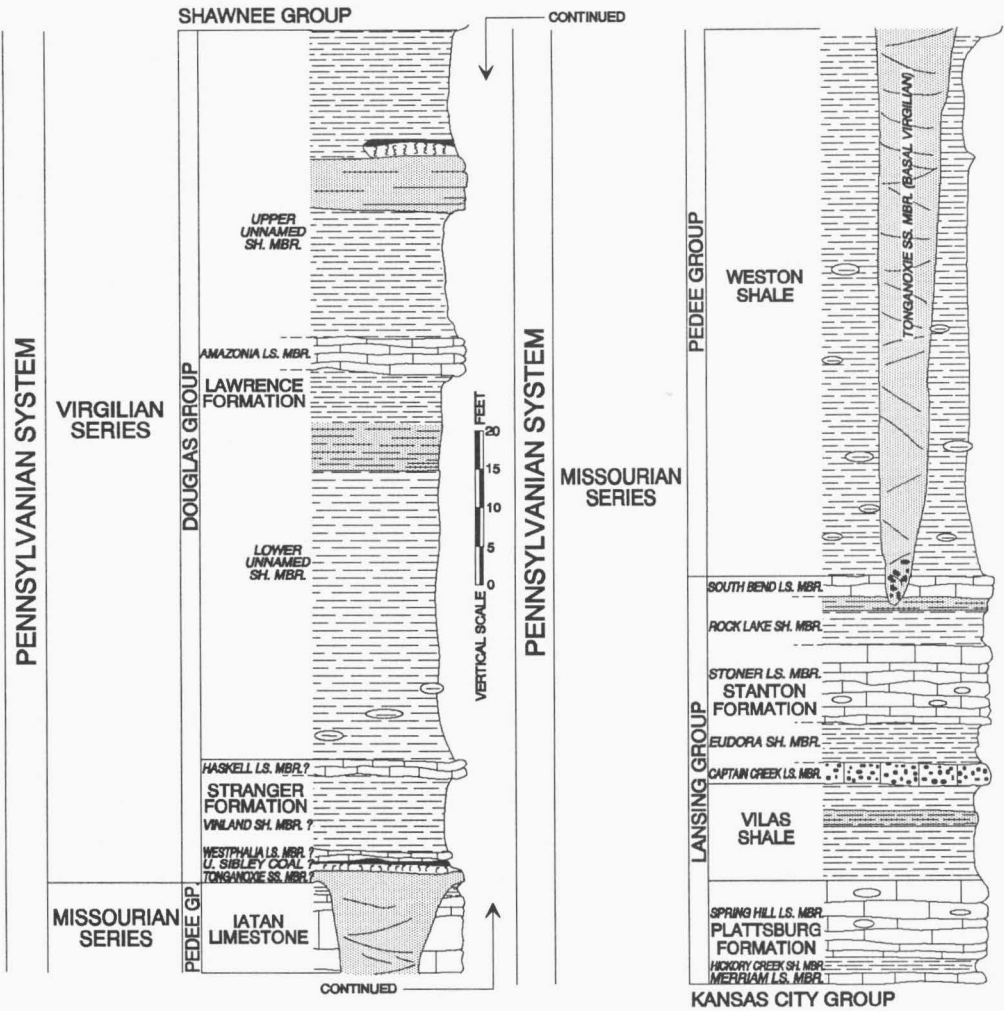 SHAWNEE GROUP
CONTINUED
PENNSYLVANIAN SYSTEM
VIRGILIAN
SERIES
DOUGLAS GROUP
UPPER
UNNAMED
SH. MBR.
AMAZONIA LS. MBR.
LAWRENCE
FORMATION
LOWER
UNNAMED
SH. MBR.
HASKELL LS. MBR.?
STRANGER
FORMATION
VINLAND SH. MBR. ?
WESTPHALIA LS. MBR. ?
U. SIBLEY COAL ?
TONGANOXIE SS. MBR.?
MISSOURIAN
SERIES
PEDEE GP.
IATAN
LIMESTONE
CONTINUED
VERTICAL SCALE
FEET
20
15
10
5
0
PENNSYLVANIAN SYSTEM
MISSOURIAN
SERIES
PEDEE GROUP
WESTON
SHALE
TONGANOXIE SS. MBR. (BASAL VIRGILIAN)
LANSING GROUP
SOUTH BEND LS. MBR.
ROCK LAKE SH. MBR.
STONER LS. MBR.
STANTON
FORMATION
EUDORA SH. MBR.
CAPTAIN CREEK LS. MBR.
VILAS
SHALE
SPRING HILL LS. MBR.
PLATTSBURG
FORMATION
HICKORY CREEK SH. MBR.
MERRIAM LS. MBR.
KANSAS CITY GROUP